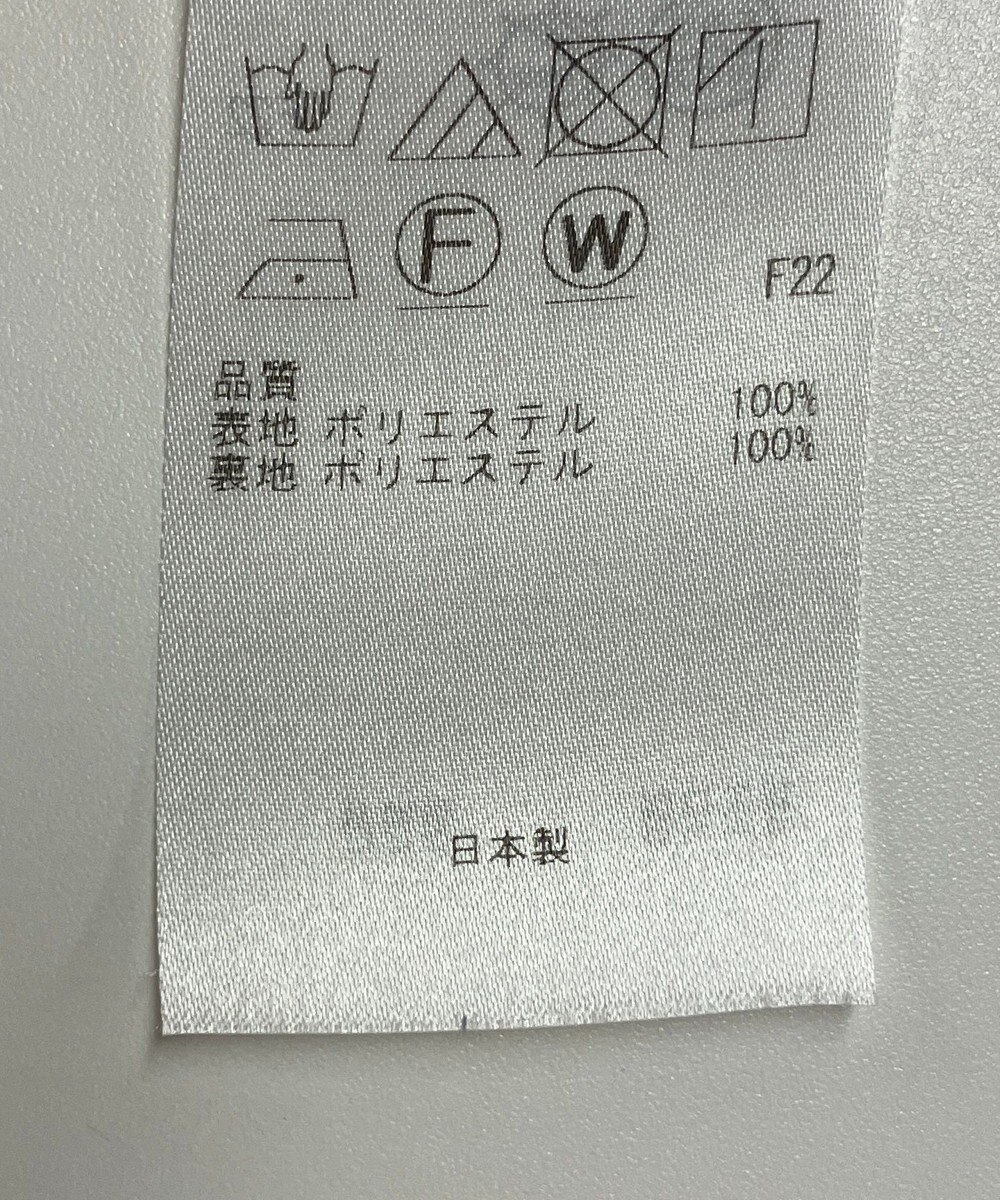 F W F22
品質
表地 ポリエステル 100%
裏地 ポリエステル 100%
日本製